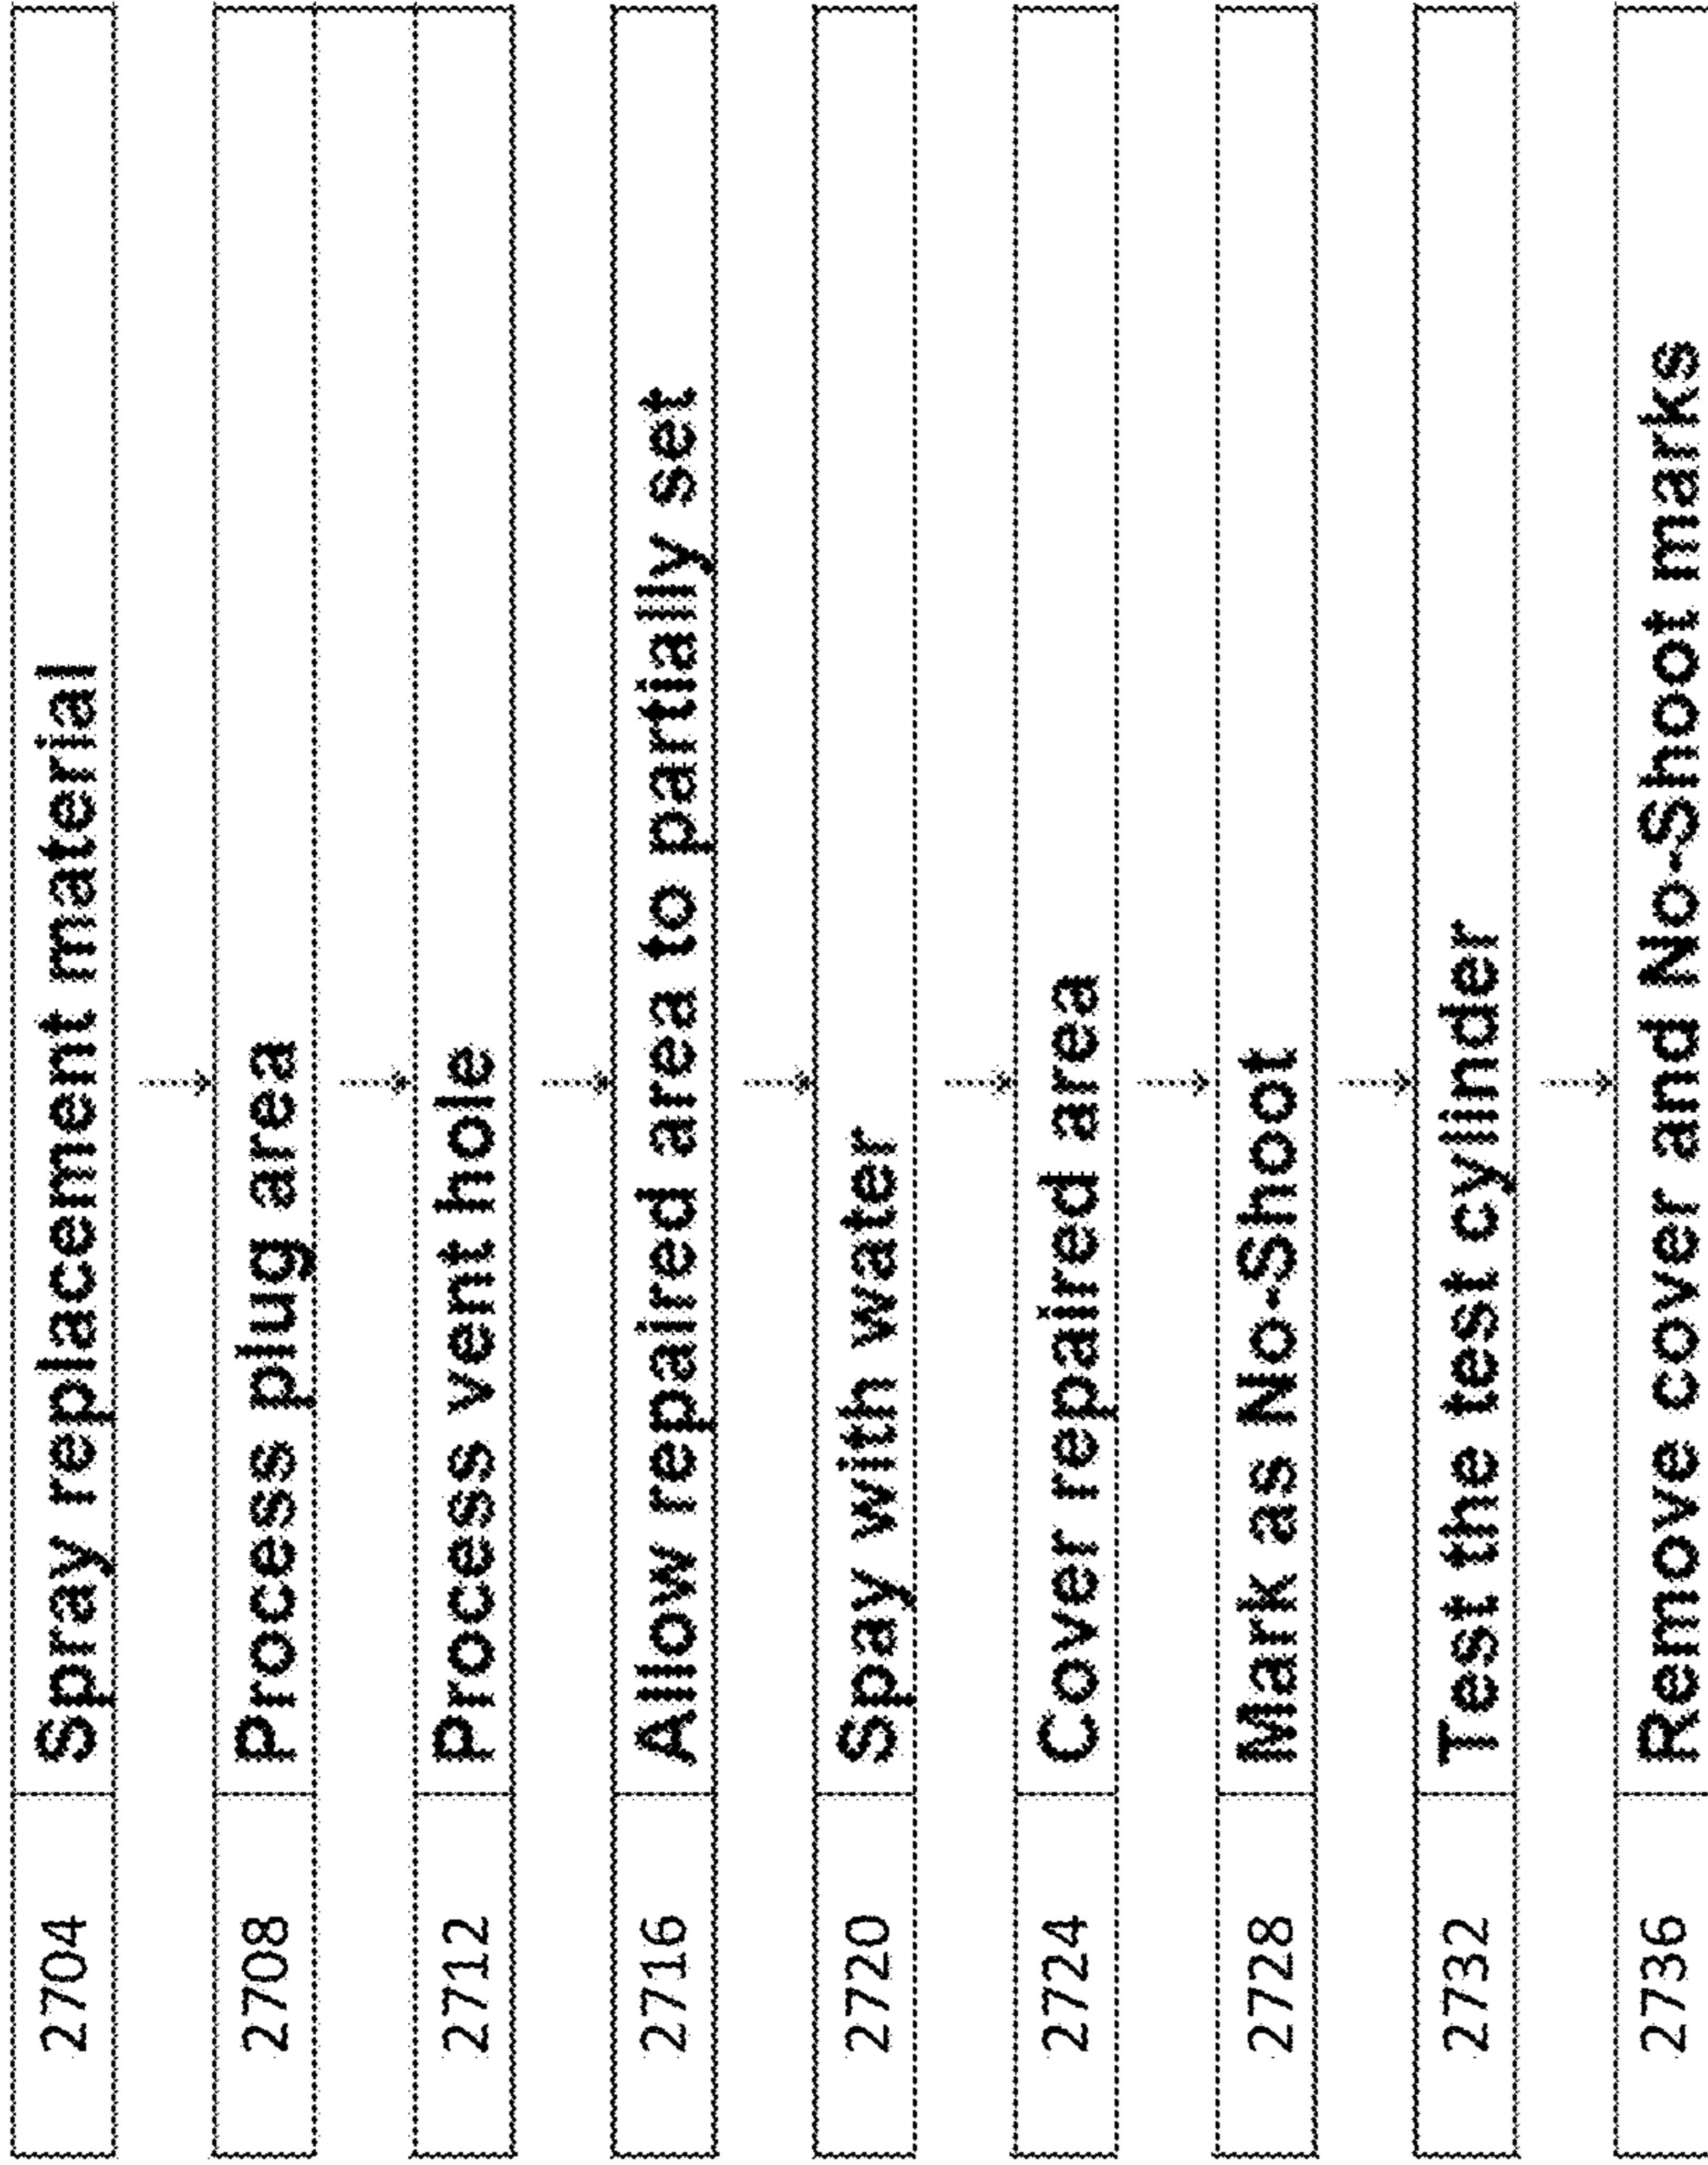 2704 Spray replacement material
2708 Process plug area
2712 Process vent hole
2716 Allow repaired area to partially set
2720 Spay with water
2724 Cover repaired area
2728 Mark as No-Shoot
2732 Test the test cylinder
2736 Remove cover and No-Shoot marks